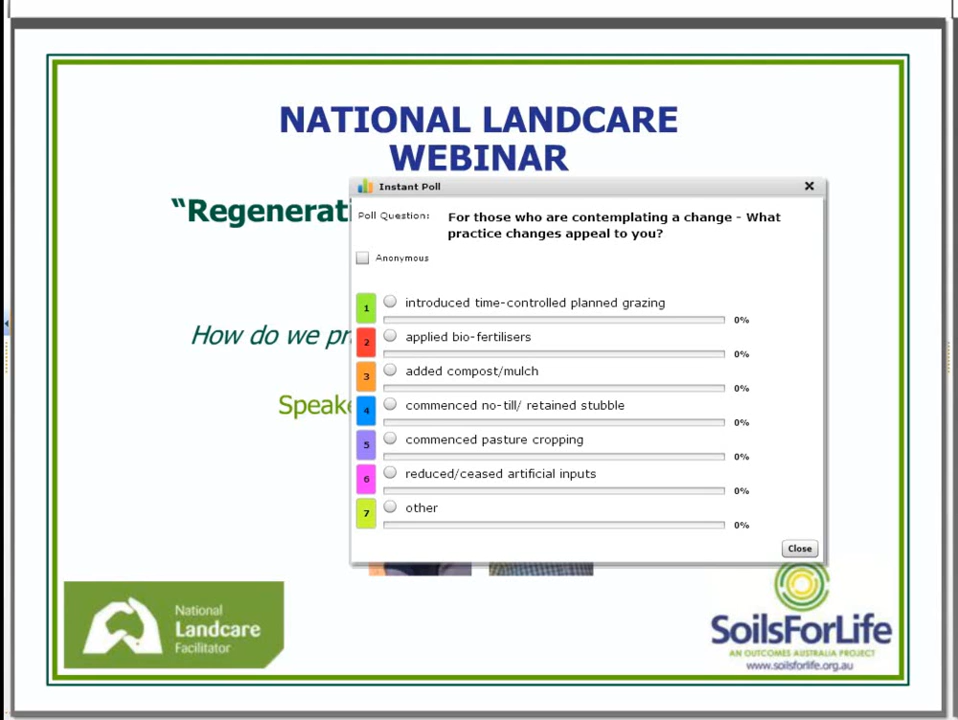 NATIONAL LANDCARE
WEBINAR
“Regenerati
How do we pr
Speake
Instant Poll
Poll Question: For those who are contemplating a change - What
practice changes appeal to you?
Anonymous
1 introduced time-controlled planned grazing
0%
2 applied bio-fertilisers
0%
3 added compost/mulch
0%
4 commenced no-till/ retained stubble
0%
5 commenced pasture cropping
0%
6 reduced/ceased artificial inputs
0%
7 other
0%
Close
National
Landcare
Facilitator
SoilsForLife
AN OUTCOMES AUSTRALIA PROJECT
www.soilsforlife.org.au